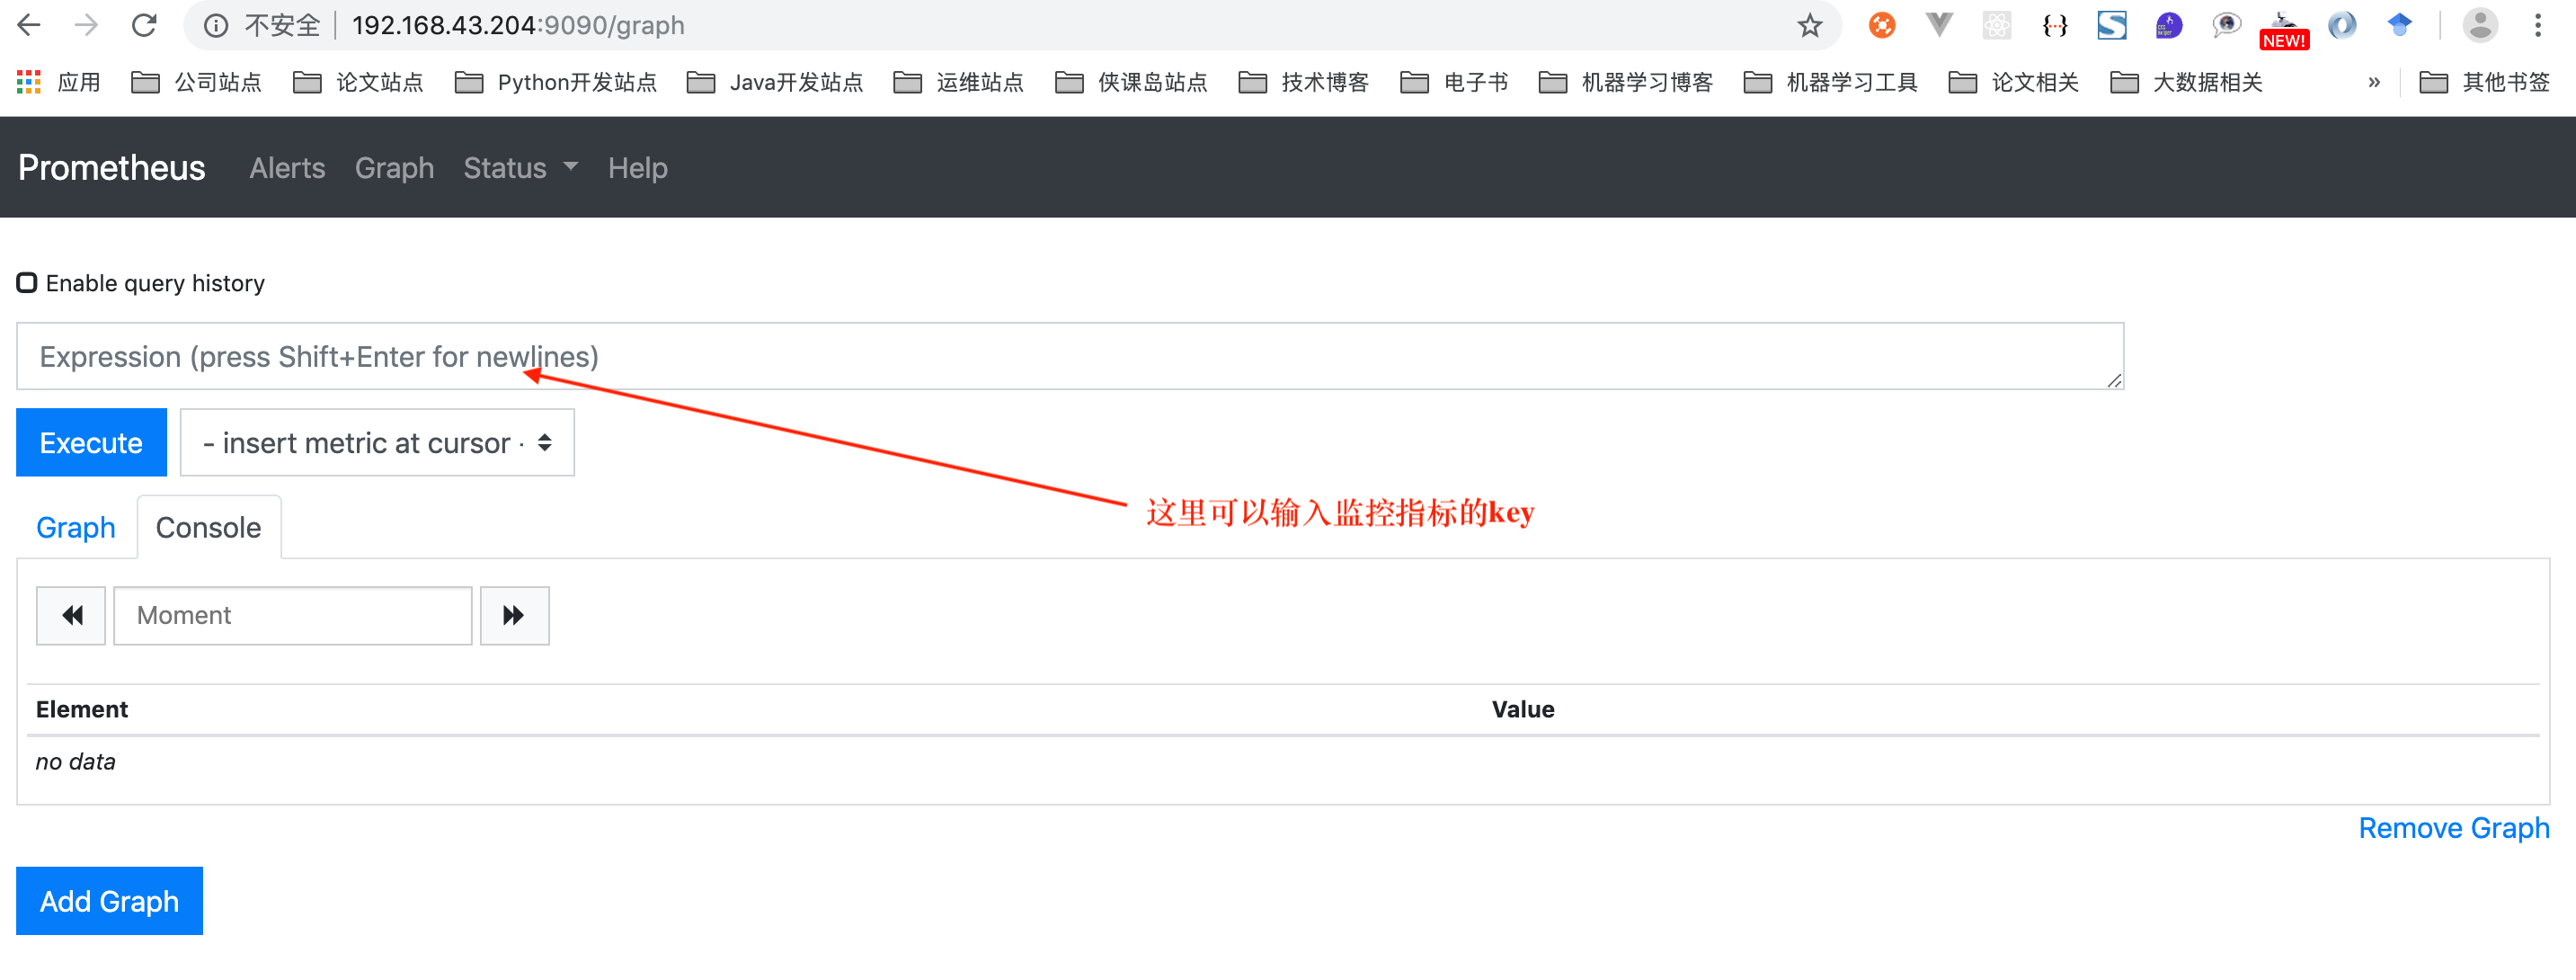 不安全 192.168.43.204:9090/graph
NEW!
应用 公司站点 论文站点 Python开发站点 Java开发站点 运维站点 侠课岛站点 技术博客 电子书 机器学习博客 机器学习工具 论文相关 大数据相关 » 其他书签
Prometheus Alerts Graph Status Help
Enable query history
Expression (press Shift+Enter for newlines)
Execute - insert metric at cursor -
这里可以输入监控指标的key
Graph Console
Moment
Element Value
no data
Remove Graph
Add Graph